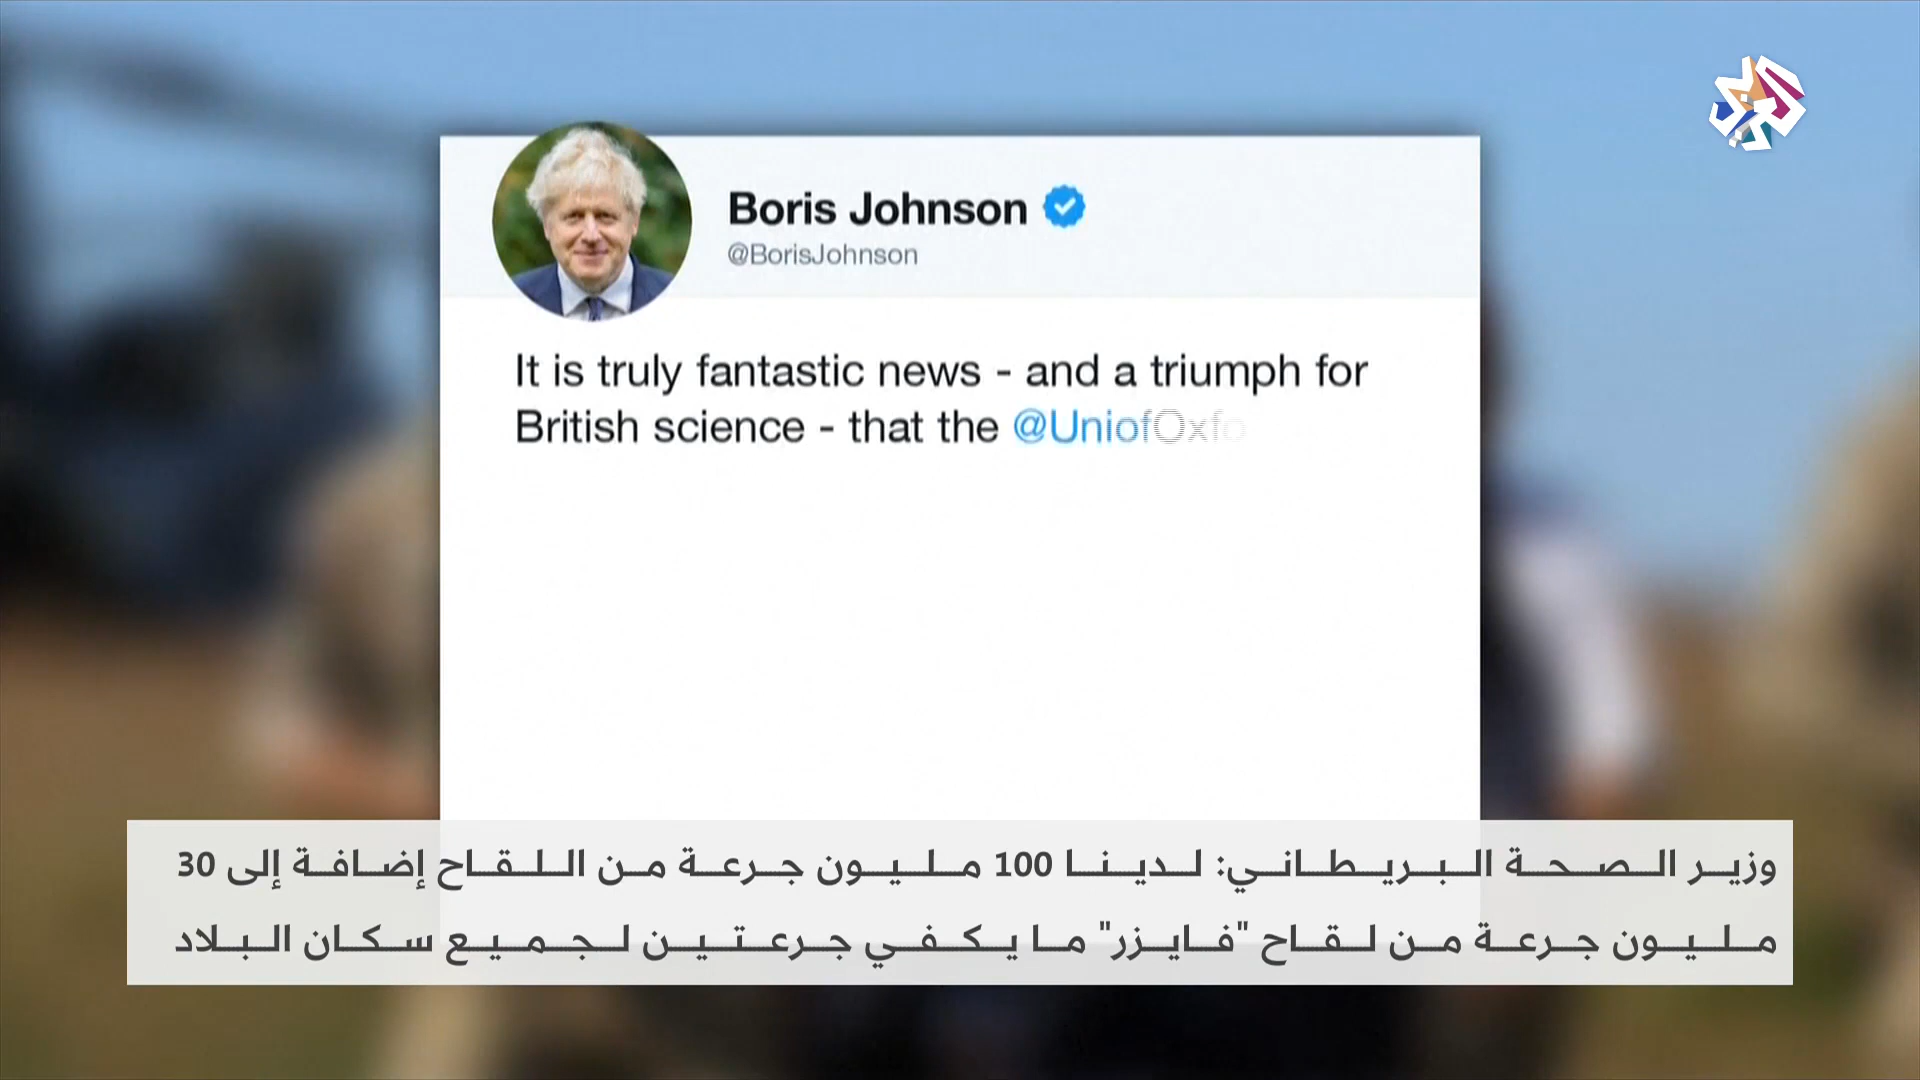 Boris Johnson
@BorisJohnson
It is truly fantastic news - and a triumph for
British science - that the @UniofOxfo
وزير الصحة البريطاني: لدينا 100 مليون جرعة من اللقاح إضافة إلى 30
مليون جرعة من لقاح "فايزر" ما يكفي جرعتين لجميع سكان البلاد